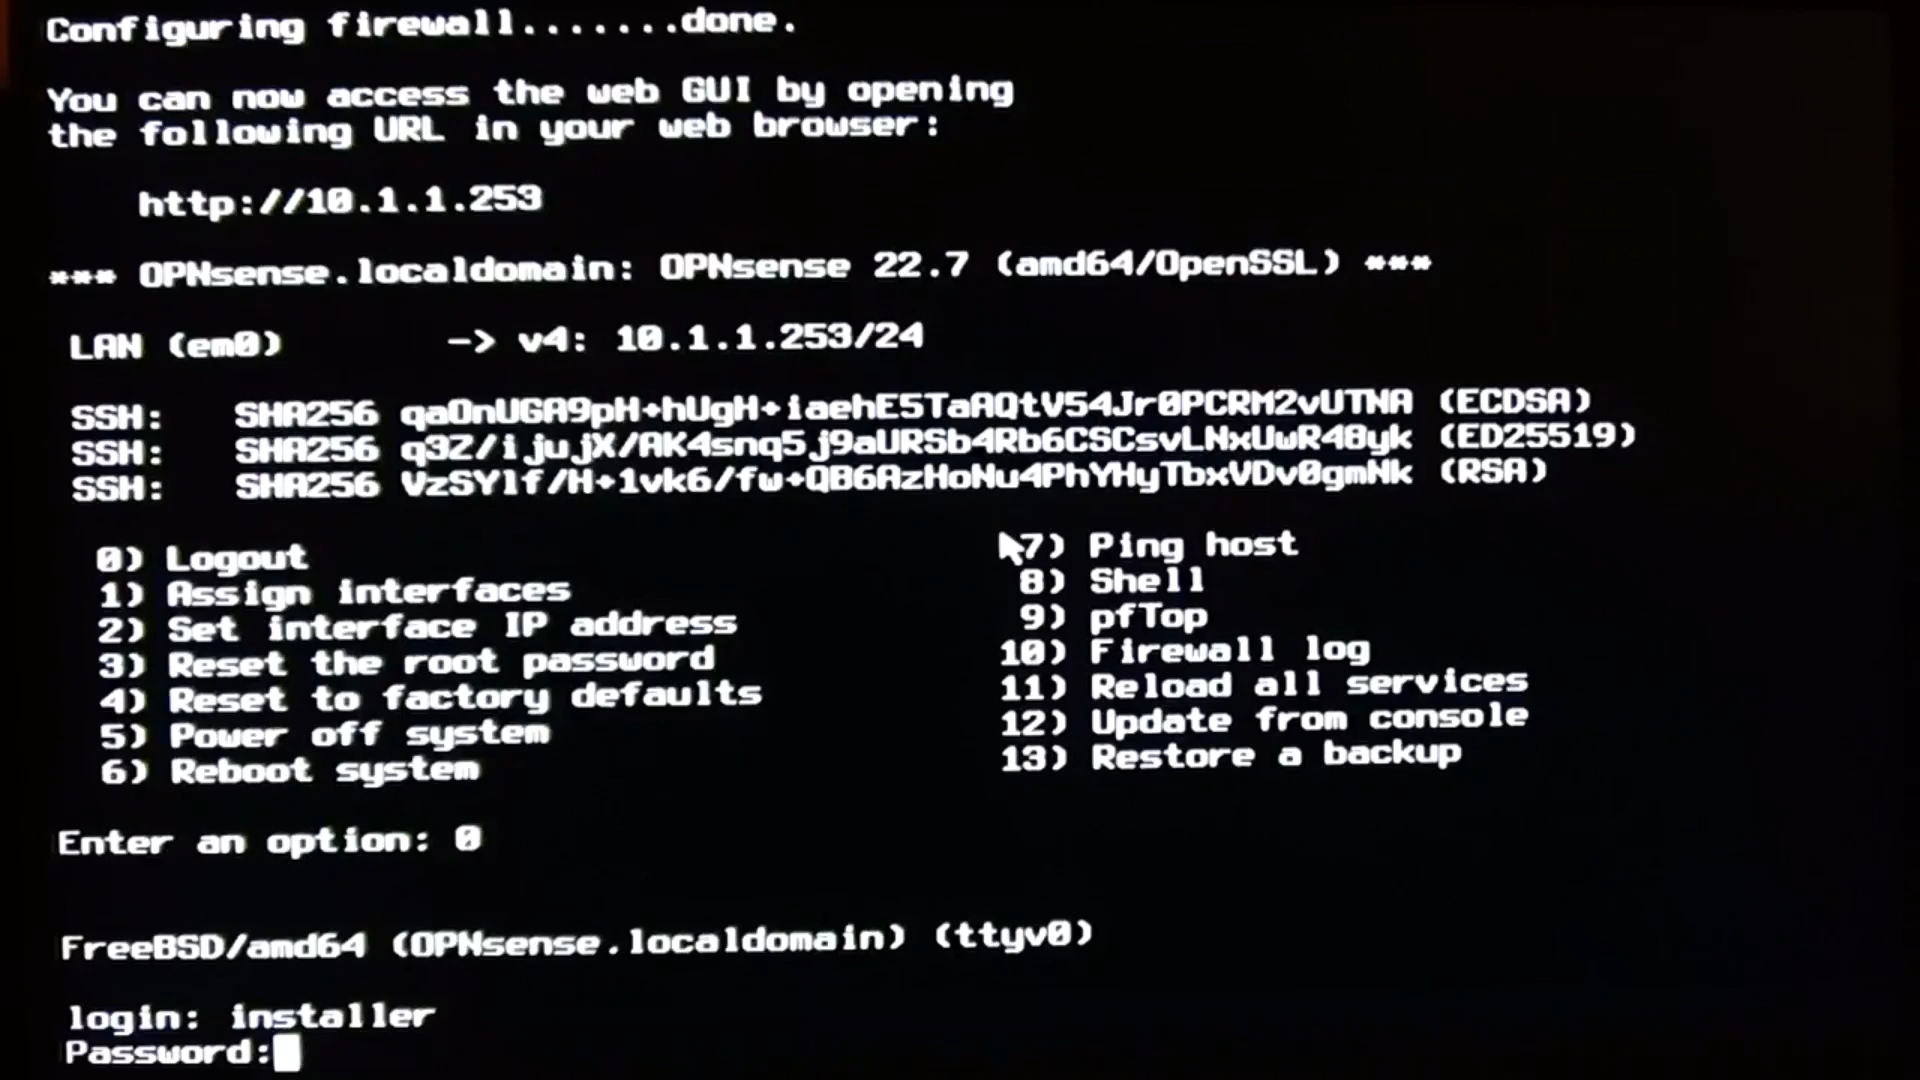 Configuring firewall.......done.
You can now access the web GUI by opening
the following URL in your web browser:
http://10.1.1.253
*** OPNsense.localdomain: OPNsense 22.7 (amd64/OpenSSL) ***
LAN (em0) -> v4: 10.1.1.253/24
SSH: SHA256 qaOnUGA9pH+hUgH+iaehE5TaAQtV54Jr0PCRM2vUTNA (ECDSA)
SSH: SHA256 q3Z/ijujX/AK4snq5j9aURSb4Rb6CSCsvLNxUwR48yk (ED25519)
SSH: SHA256 VzSYlf/H+1vk6/fw+QB6AzHoNu4PhYHyTbxVDv0gmNk (RSA)
0) Logout 7) Ping host
1) Assign interfaces 8) Shell
2) Set interface IP address 9) pfTop
3) Reset the root password 10) Firewall log
4) Reset to factory defaults 11) Reload all services
5) Power off system 12) Update from console
6) Reboot system 13) Restore a backup
Enter an option: 0
FreeBSD/amd64 (OPNsense.localdomain) (ttyv0)
login: installer
Password: